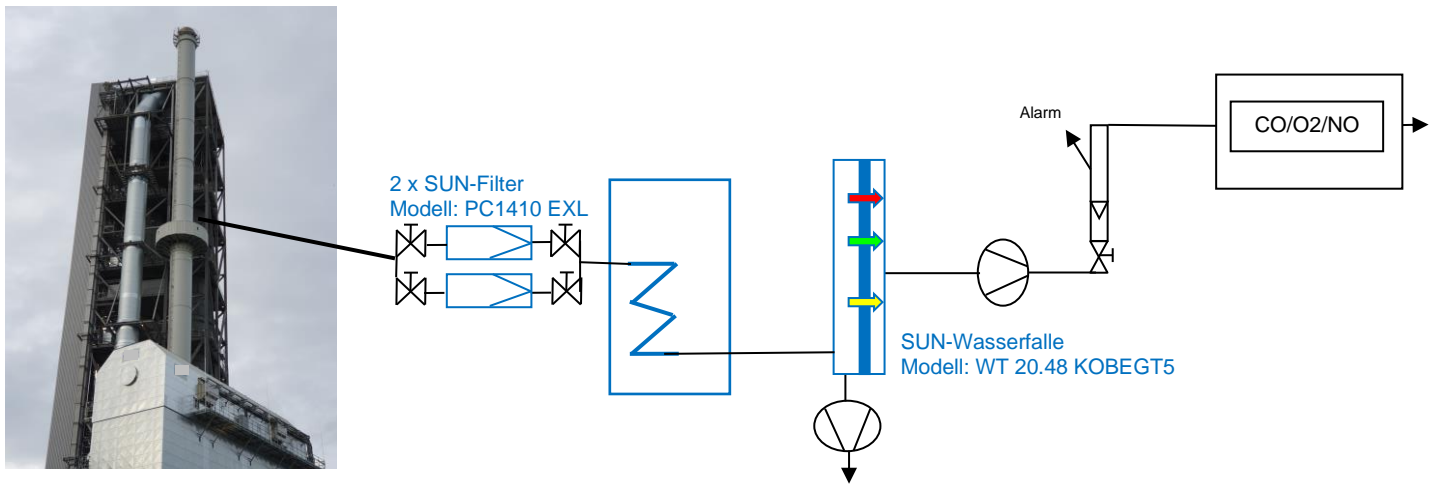 2 x SUN-Filter
Modell: PC1410 EXL
SUN-Wasserfalle
Modell: WT 20.48 KOBEGT5
Alarm
CO/O2/NO